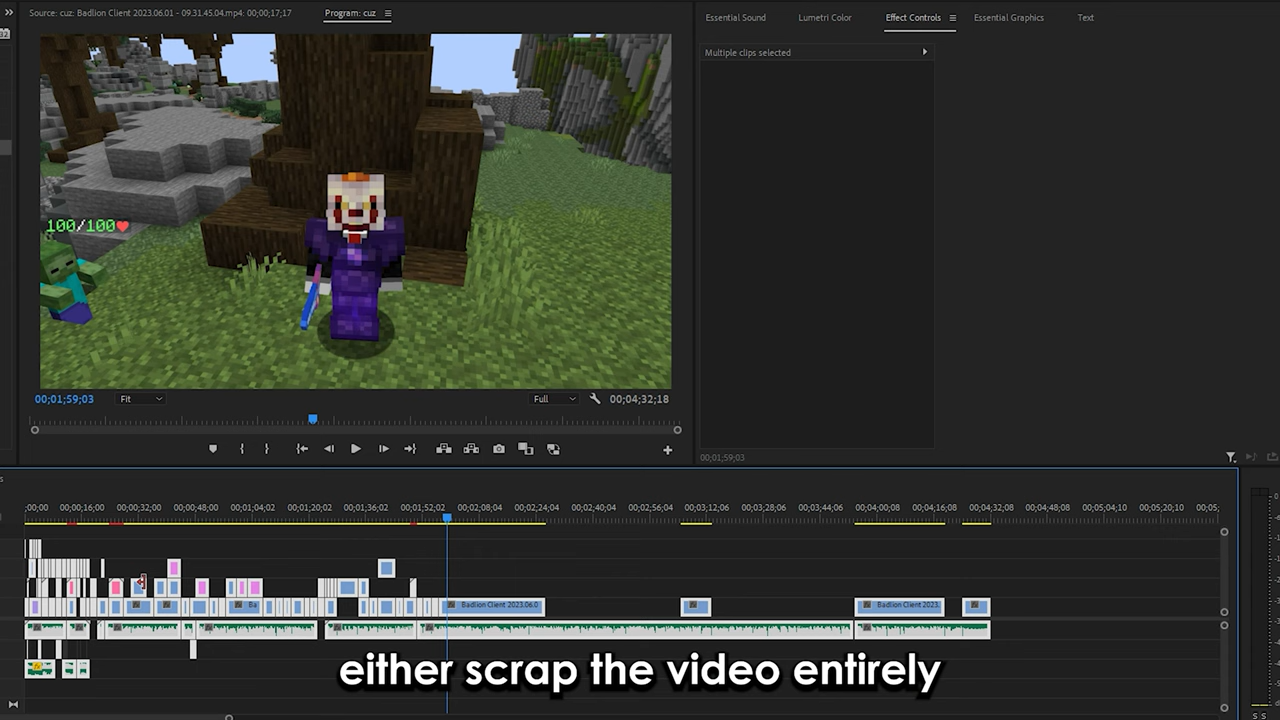 Source: cuz: Badlion Client 2023.06.01 - 09.31.45.04.mp4: 00;00;17;17
Program: cuz
Essential Sound
Lumetri Color
Effect Controls
Essential Graphics
Text
32
Multiple clips selected
100/100
00;01;59;03
Fit
Full
00;04;32;18
00;01;59;03
;00;00
00;00;16;00
00;00;32;00
00;00;48;00
00;01;04;02
00;01;20;02
00;01;36;02
00;01;52;02
00;02;08;04
00;02;24;04
00;02;40;04
00;02;56;04
00;03;12;06
00;03;28;06
00;03;44;06
00;04;00;08
00;04;16;08
00;04;32;08
00;04;48;08
00;05;04;10
00;05;20;10
00;05;
Ba
Badlion Client 2023.06.0
Badlion Client 2023.
either scrap the video entirely
S S